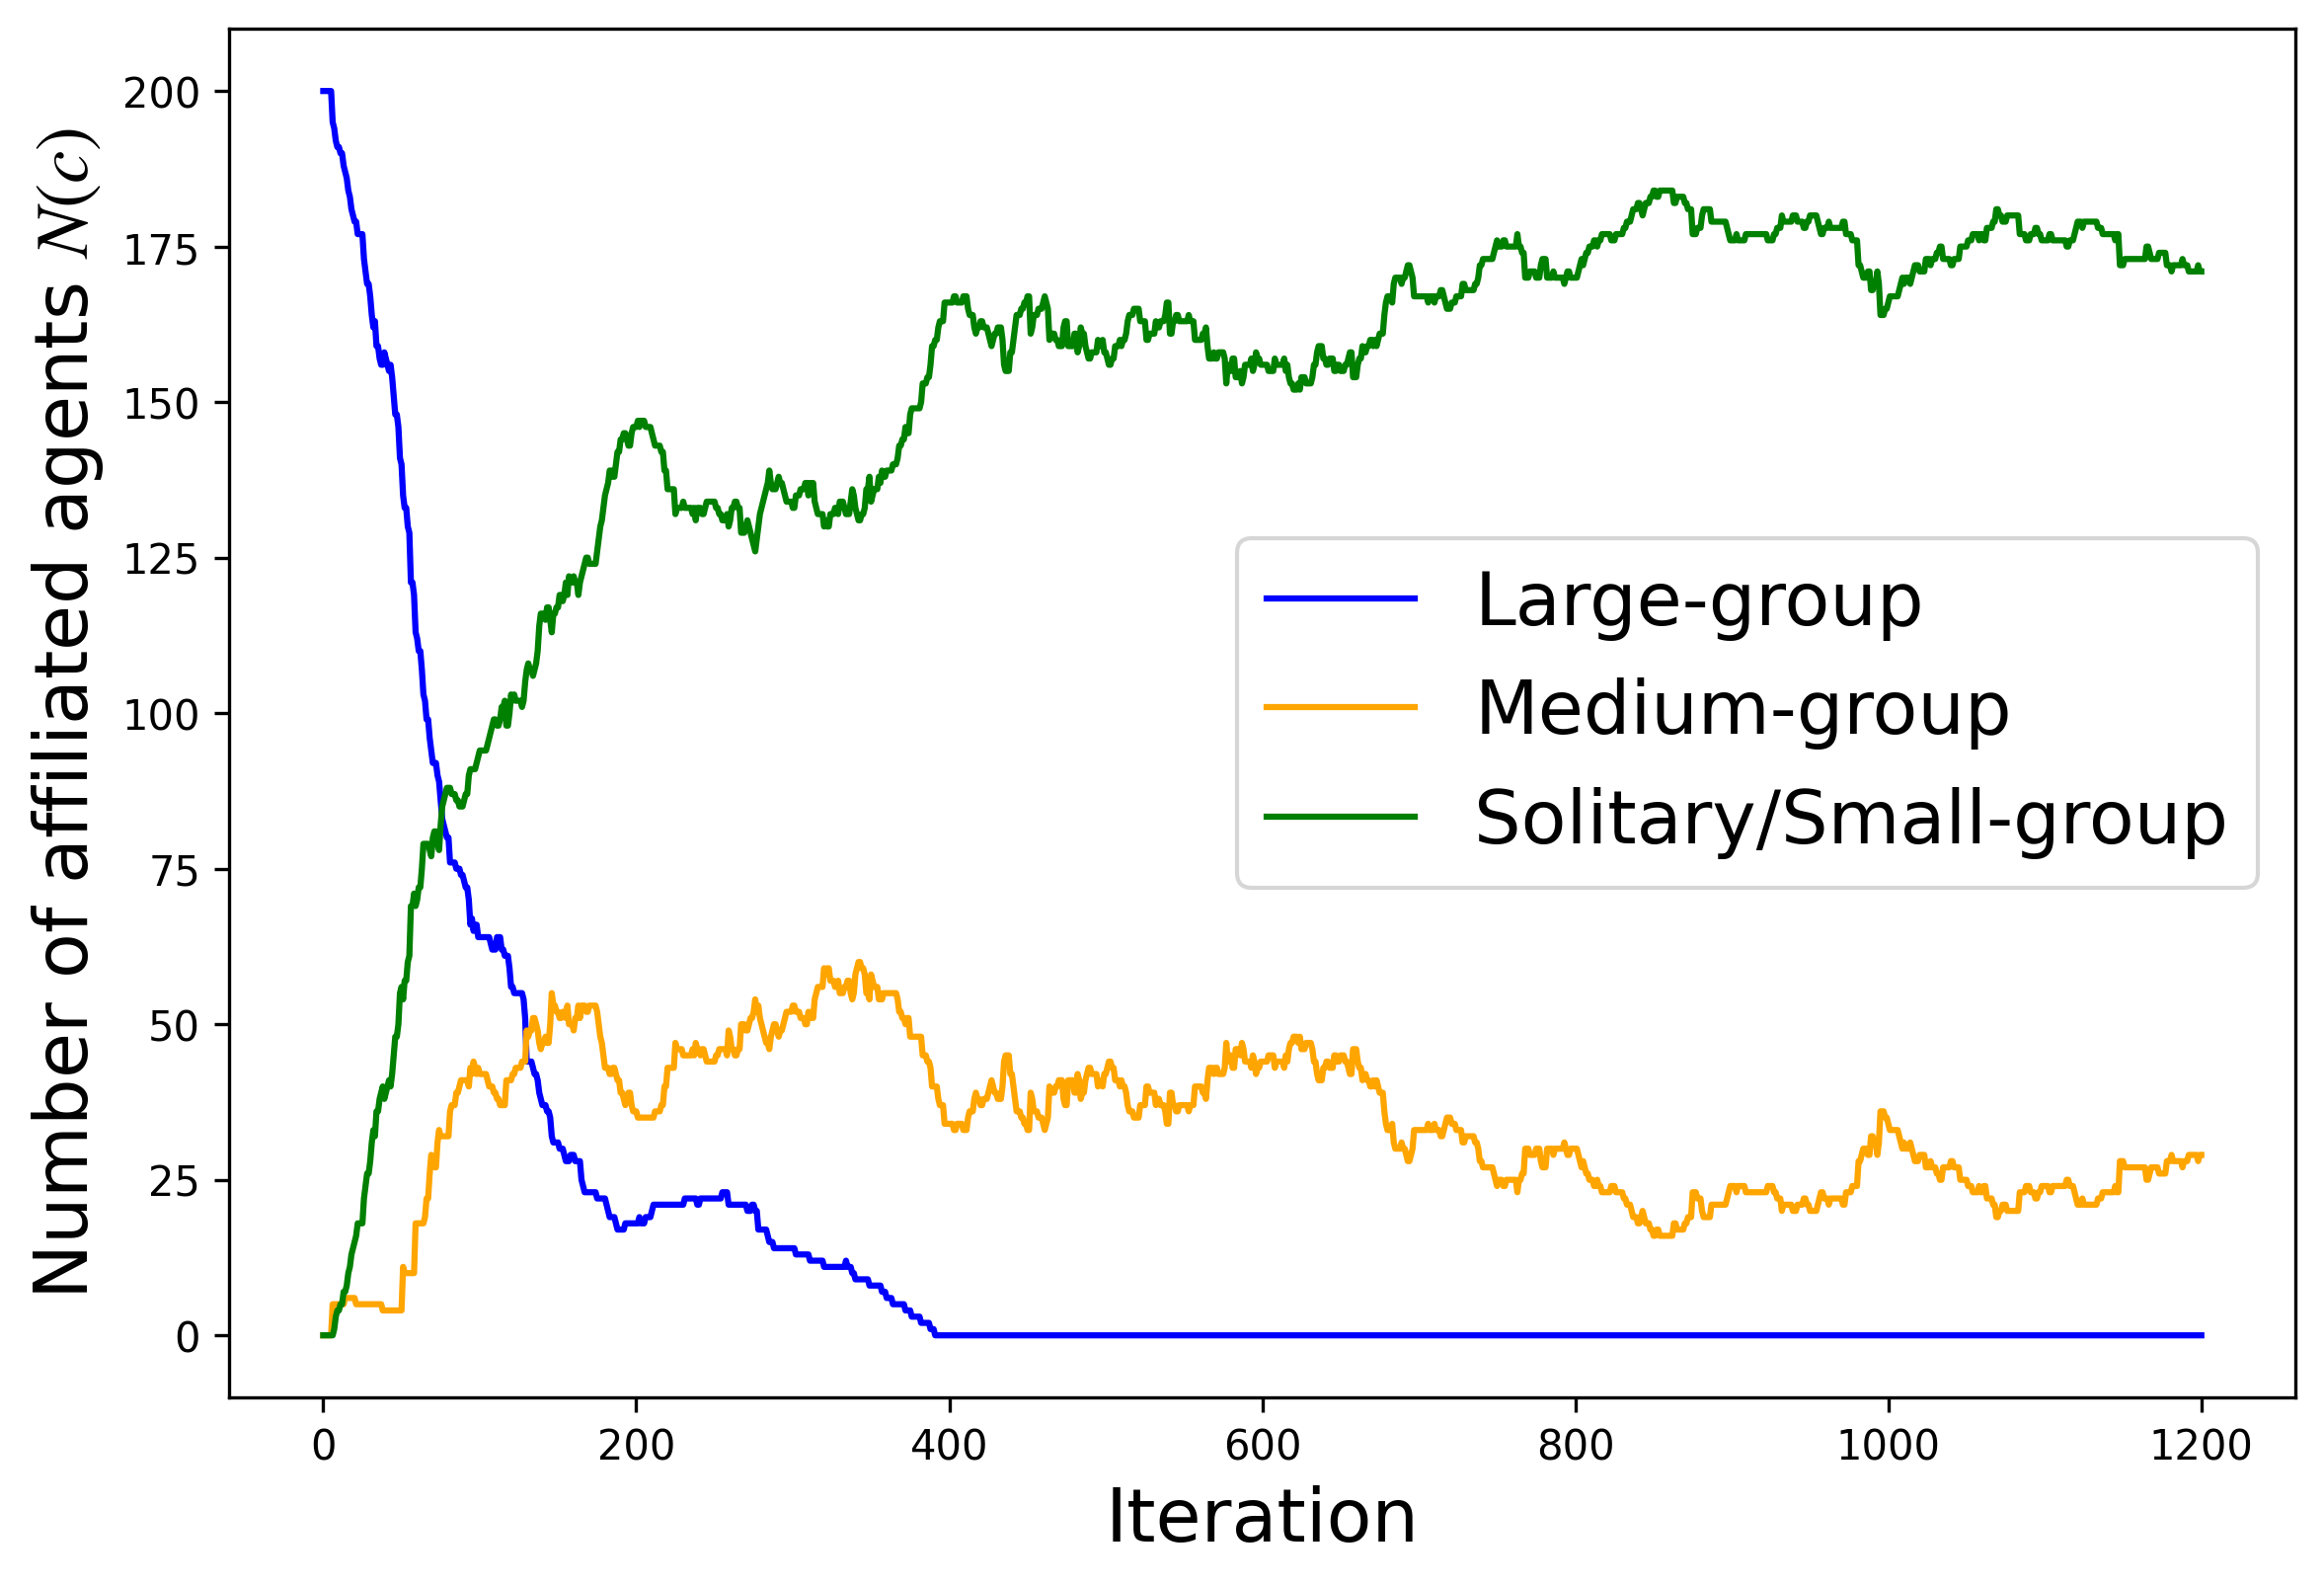 Number of affiliated agents N(c)
200
175
150
125
100
75
50
25
0
Large-group
Medium-group
Solitary/Small-group
0 200 400 600 800 1000 1200
Iteration